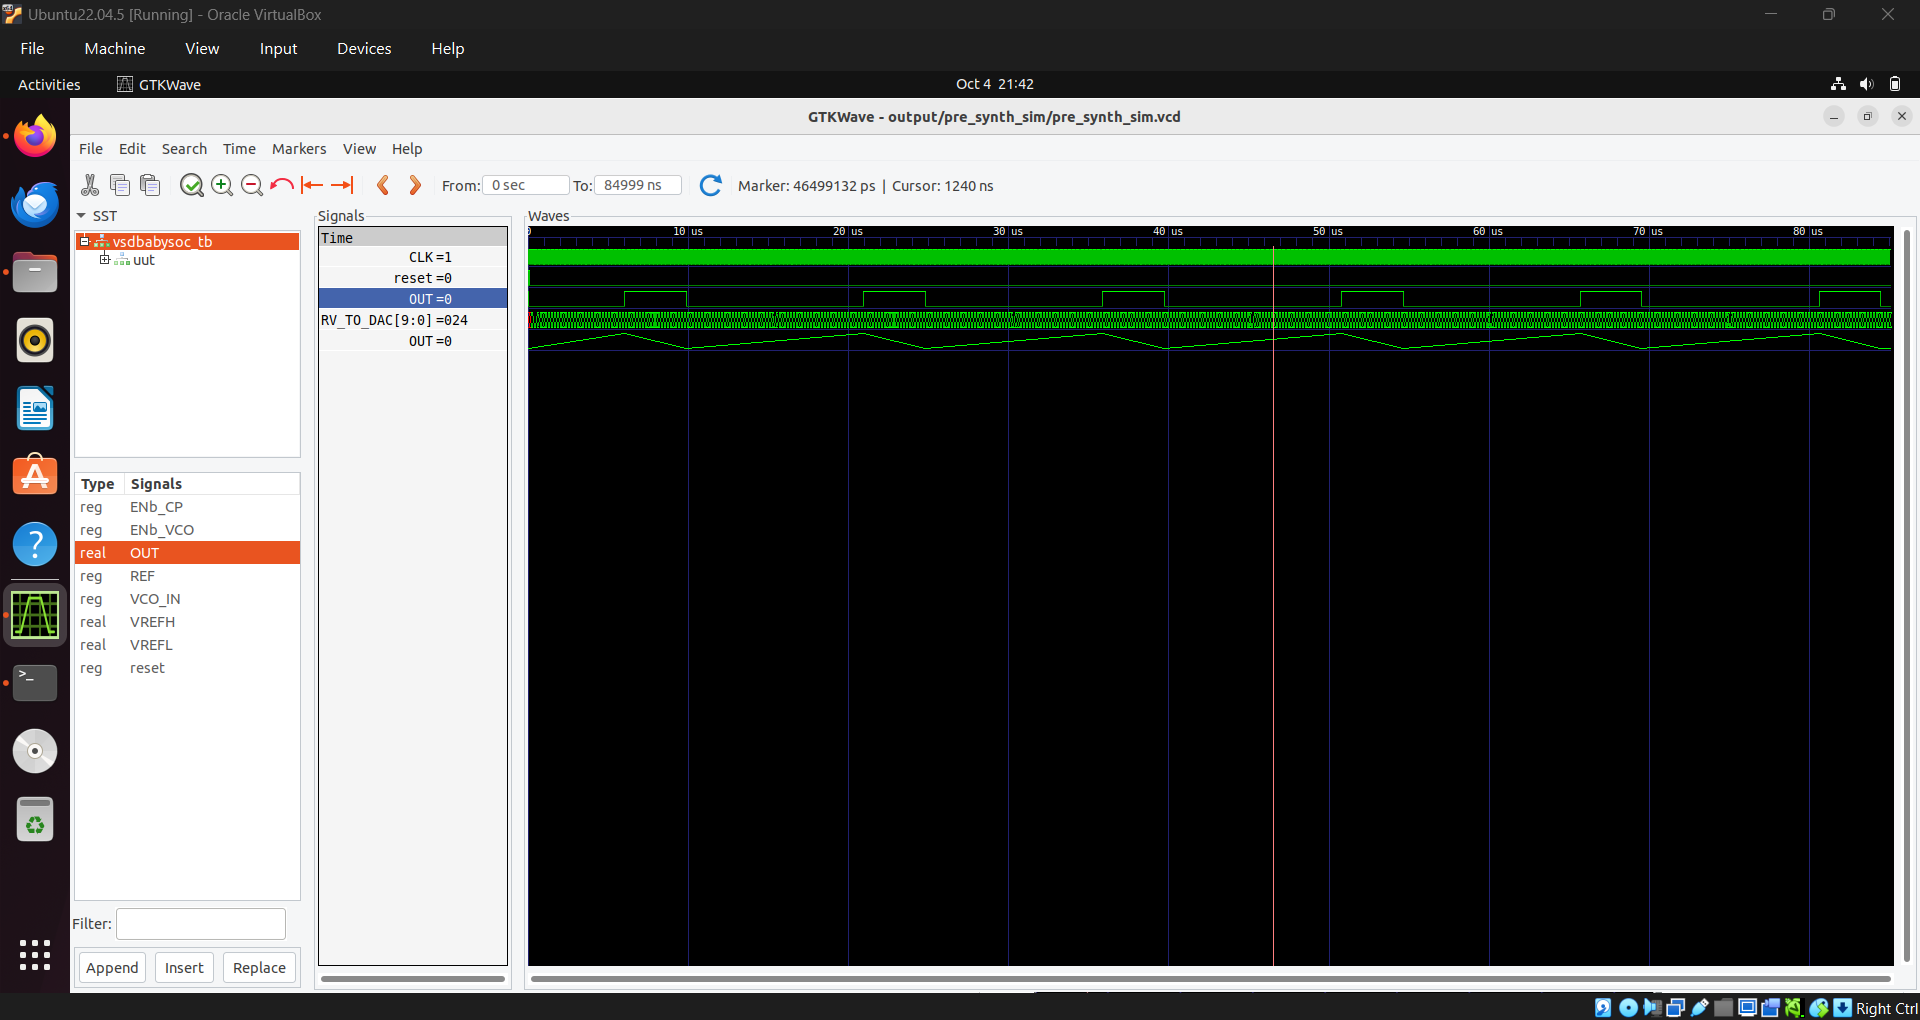 Ubuntu22.04.5 [Running] - Oracle VirtualBox
File Machine View Input Devices Help
Activities GTKWave Oct 4 21:42
GTKWave - output/pre_synth_sim/pre_synth_sim.vcd
File Edit Search Time Markers View Help
From: 0 sec To: 84999 ns Marker: 46499132 ps | Cursor: 1240 ns
SST
vsdbabysoc_tb
uut
Type Signals
reg ENb_CP
reg ENb_VCO
real OUT
reg REF
reg VCO_IN
real VREFH
real VREFL
reg reset
Filter:
Append Insert Replace
Signals
Time
CLK=1
reset=0
OUT=0
RV_TO_DAC[9:0]=024
OUT=0
Waves
0 10 us 20 us 30 us 40 us 50 us 60 us 70 us 80 us
Right Ctrl